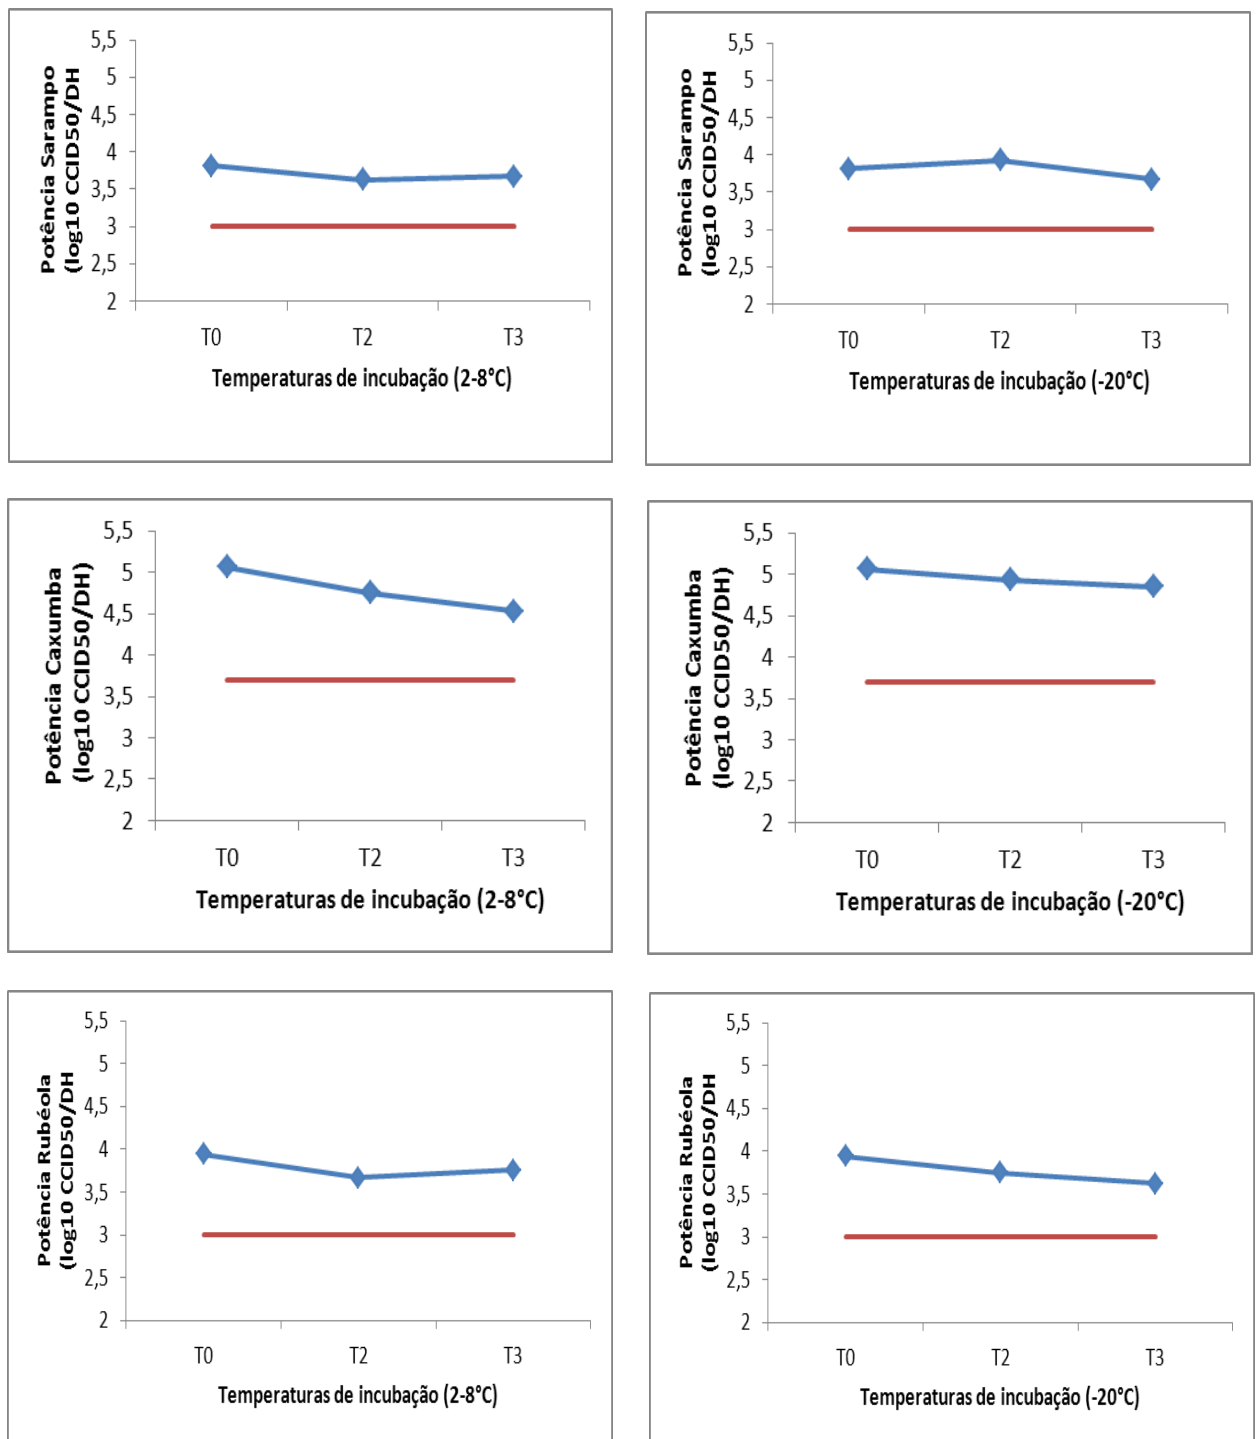 Potência Sarampo
(log10 CCID50/DH
5,5
5
4,5
4
3,5
3
2,5
2
T0 T2 T3
Temperaturas de incubação (2-8°C)
Potência Sarampo
(log10 CCID50/DH
5,5
5
4,5
4
3,5
3
2,5
2
T0 T2 T3
Temperaturas de incubação (-20°C)
Potência Caxumba
(log10 CCID50/DH)
5,5
5
4,5
4
3,5
3
2,5
2
T0 T2 T3
Temperaturas de incubação (2-8°C)
Potência Caxumba
(log10 CCID50/DH)
5,5
5
4,5
4
3,5
3
2,5
2
T0 T2 T3
Temperaturas de incubação (-20°C)
Potência Rubéola
(log10 CCID50/DH
5,5
5
4,5
4
3,5
3
2,5
2
T0 T2 T3
Temperaturas de incubação (2-8°C)
Potência Rubéola
(log10 CCID50/DH
5,5
5
4,5
4
3,5
3
2,5
2
T0 T2 T3
Temperaturas de incubação (-20°C)